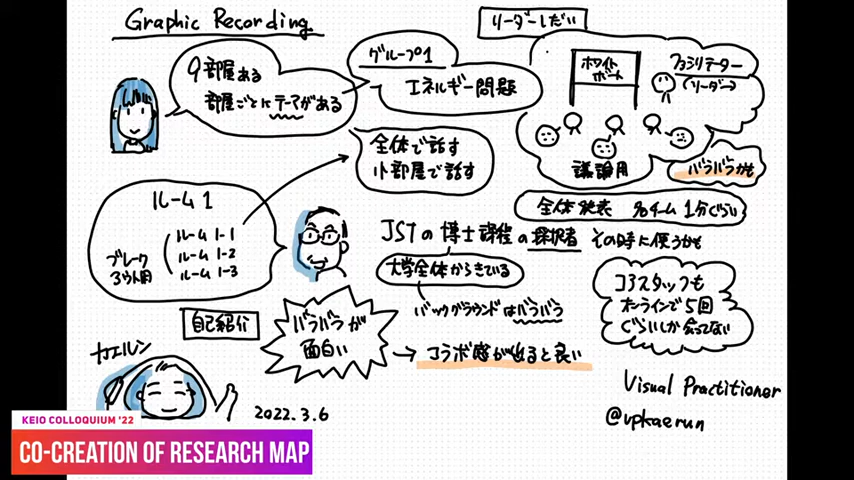 Graphic Recording
リーダーしだい
9部屋ある
部屋ごとにテーマがある
グループ1
エネルギー問題
ホワイト
ボード
ファシリテーター
(リーダー)
議論用
バラバラかも
全体で話す
小部屋で話す
全体発表 各チーム 1分ぐらい
ルーム1
ルーム 1-1
ルーム 1-2
ルーム 1-3
ブレーク
アウト用
JSTの博士課程の採択者 その時に使うかも
大学全体からきている
バックグラウンドはバラバラ
コアスタッフも
オンラインで5回
ぐらいしか会ってない
自己紹介
バラバラが
面白い
→ コラボ感が出ると良い
カエルン
2022.3.6
Visual Practitioner
@vpkaerun
KEIO COLLOQUIUM '22
CO-CREATION OF RESEARCH MAP